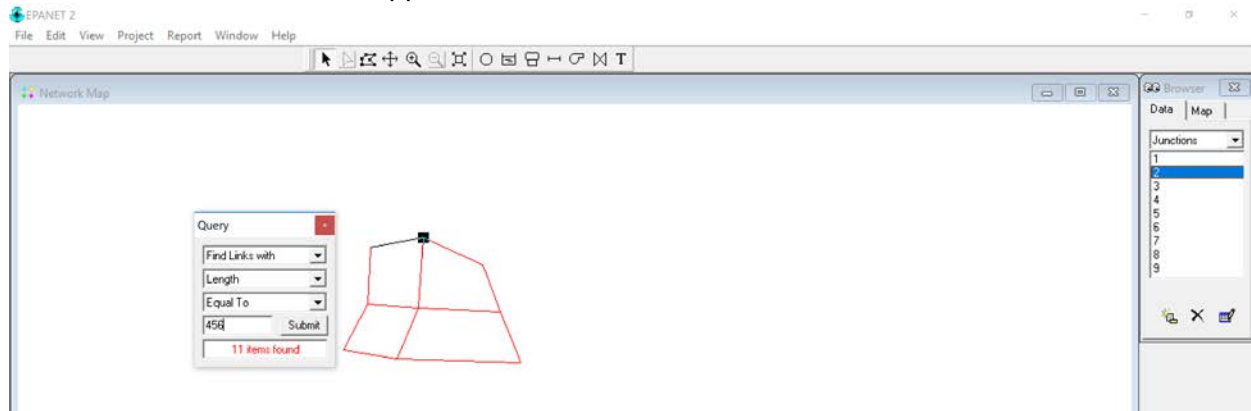 EPANET 2
File Edit View Project Report Window Help
T
Network Map
Browser
Data Map
Junctions
1
2
3
4
5
6
7
8
9
Query
Find Links with
Length
Equal To
456 Submit
11 items found